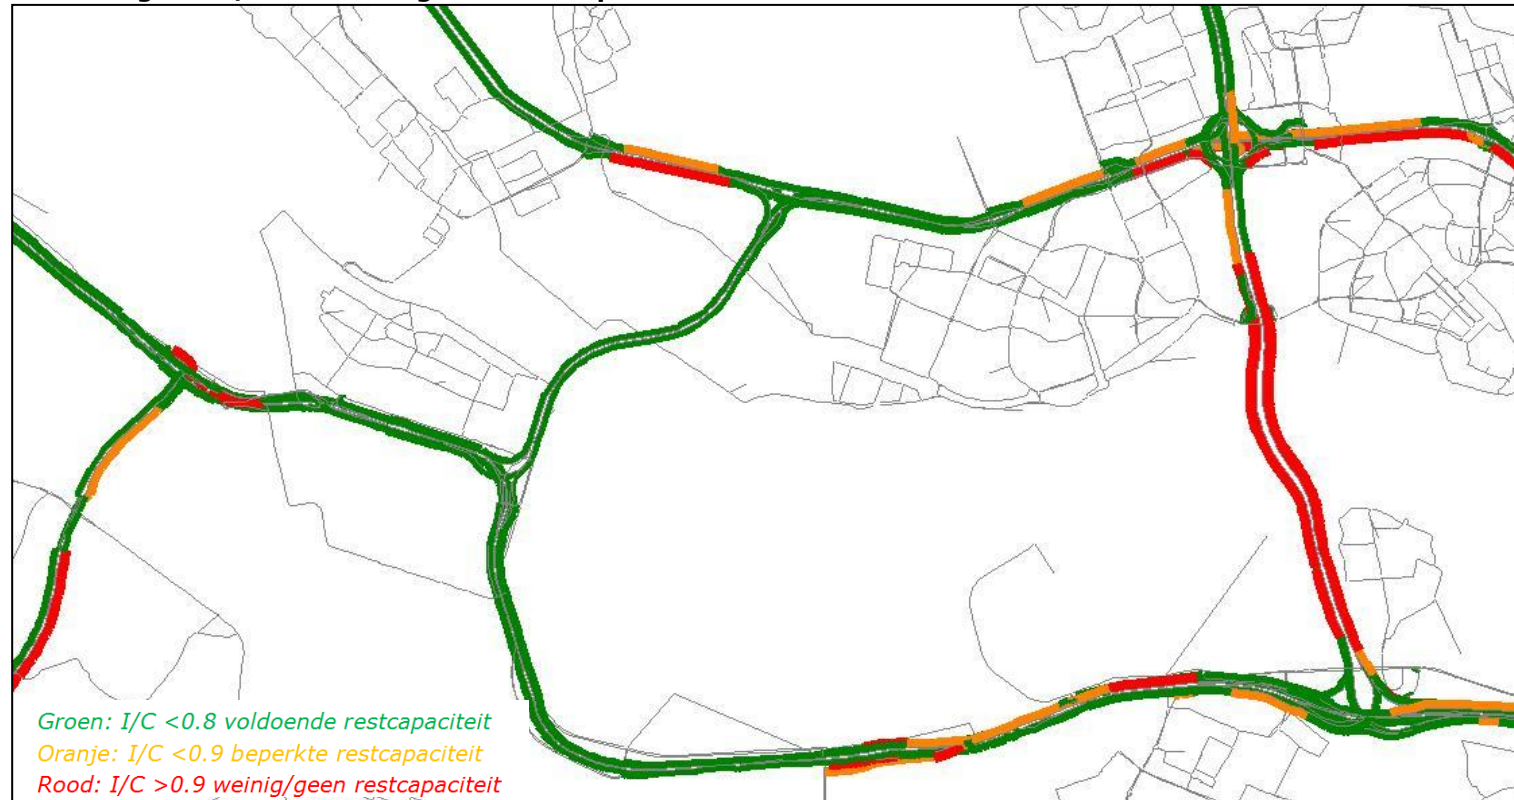 Groen: I/C <0.8 voldoende restcapaciteit
Oranje: I/C <0.9 beperkte restcapaciteit
Rood: I/C >0.9 weinig/geen restcapaciteit